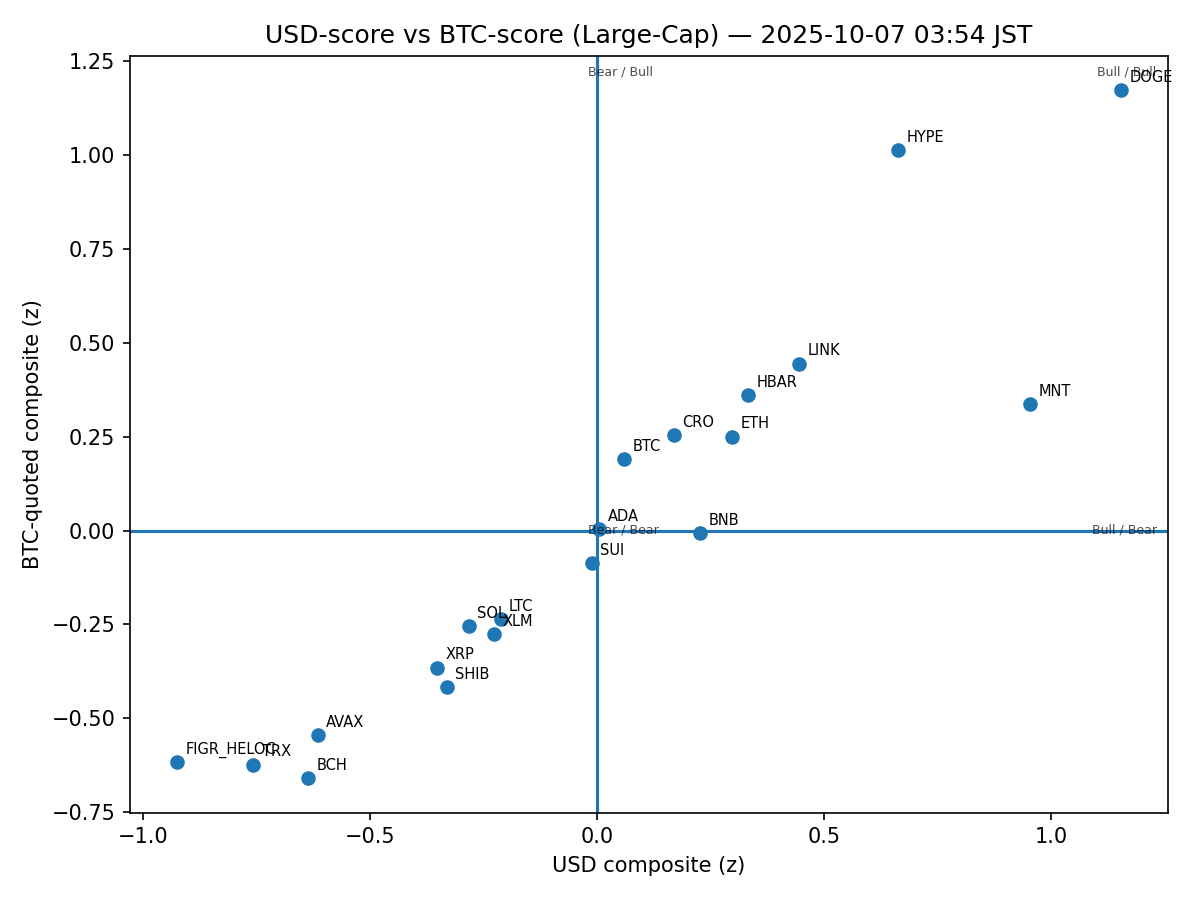 USD-score vs BTC-score (Large-Cap) — 2025-10-07 03:54 JST
1.25
Bear / Bull
Bull / Bull
DOGE
HYPE
1.00
0.75
0.50
LINK
HBAR
MNT
CRO
ETH
0.25
BTC
ADA
BNB
0.00
Bear / Bear
Bull / Bear
SUI
LTC
SOL
XLM
−0.25
XRP
SHIB
−0.50
AVAX
FIGR_HELOC
TRX
BCH
−0.75
−1.0
−0.5
0.0
0.5
1.0
USD composite (z)
BTC-quoted composite (z)